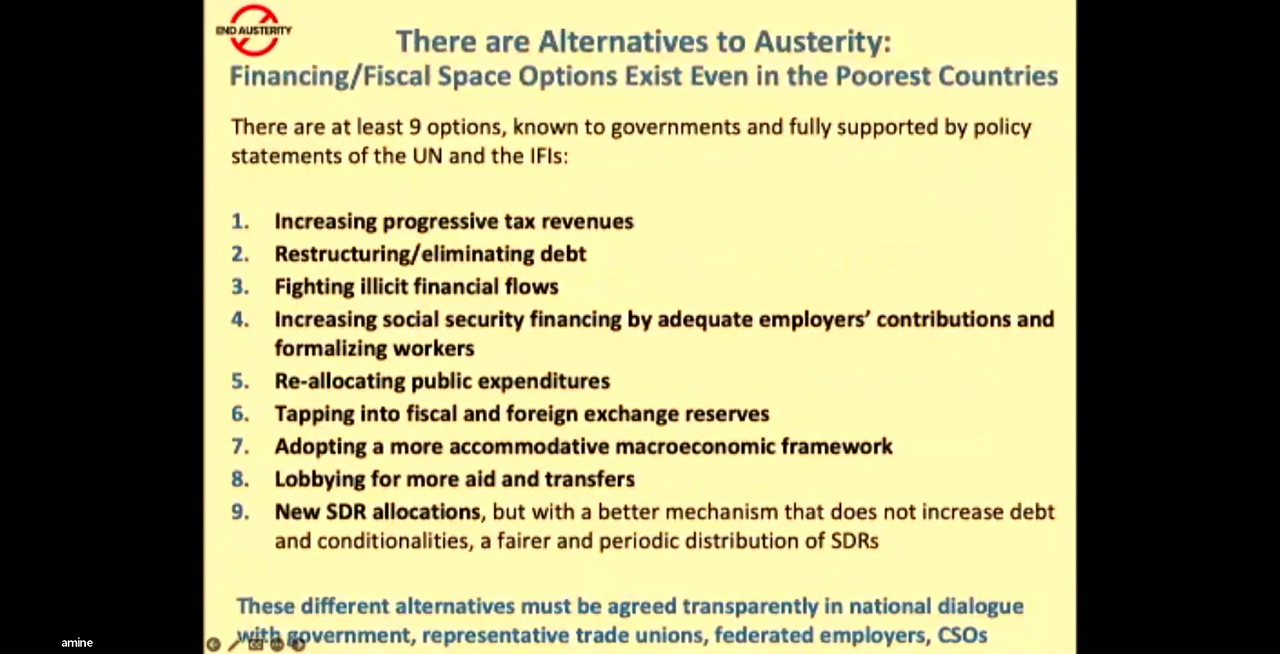 END AUSTERITY
There are Alternatives to Austerity:
Financing/Fiscal Space Options Exist Even in the Poorest Countries
There are at least 9 options, known to governments and fully supported by policy
statements of the UN and the IFIs:
1. Increasing progressive tax revenues
2. Restructuring/eliminating debt
3. Fighting illicit financial flows
4. Increasing social security financing by adequate employers’ contributions and
formalizing workers
5. Re-allocating public expenditures
6. Tapping into fiscal and foreign exchange reserves
7. Adopting a more accommodative macroeconomic framework
8. Lobbying for more aid and transfers
9. New SDR allocations, but with a better mechanism that does not increase debt
and conditionalities, a fairer and periodic distribution of SDRs
These different alternatives must be agreed transparently in national dialogue
with government, representative trade unions, federated employers, CSOs
amine